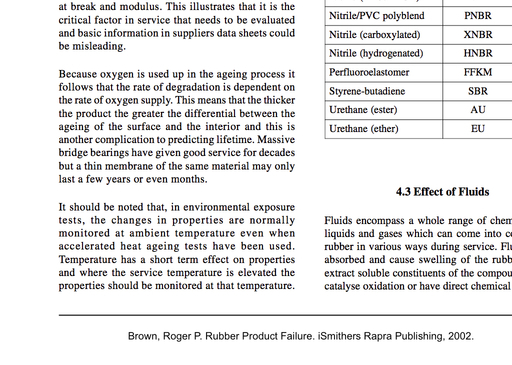 at break and modulus. This illustrates that it is the
critical factor in service that needs to be evaluated
and basic information in suppliers data sheets could
be misleading.
Because oxygen is used up in the ageing process it
follows that the rate of degradation is dependent on
the rate of oxygen supply. This means that the thicker
the product the greater the differential between the
ageing of the surface and the interior and this is
another complication to predicting lifetime. Massive
bridge bearings have given good service for decades
but a thin membrane of the same material may only
last a few years or even months.
It should be noted that, in environmental exposure
tests, the changes in properties are normally
monitored at ambient temperature even when
accelerated heat ageing tests have been used.
Temperature has a short term effect on properties
and where the service temperature is elevated the
properties should be monitored at that temperature.
Nitrile/PVC polyblend PNBR
Nitrile (carboxylated) XNBR
Nitrile (hydrogenated) HNBR
Perfluoroelastomer FFKM
Styrene-butadiene SBR
Urethane (ester) AU
Urethane (ether) EU
4.3 Effect of Fluids
Fluids encompass a whole range of chem
liquids and gases which can come into co
rubber in various ways during service. Flu
absorbed and cause swelling of the rubb
extract soluble constituents of the compou
catalyse oxidation or have direct chemical
Brown, Roger P. Rubber Product Failure. iSmithers Rapra Publishing, 2002.